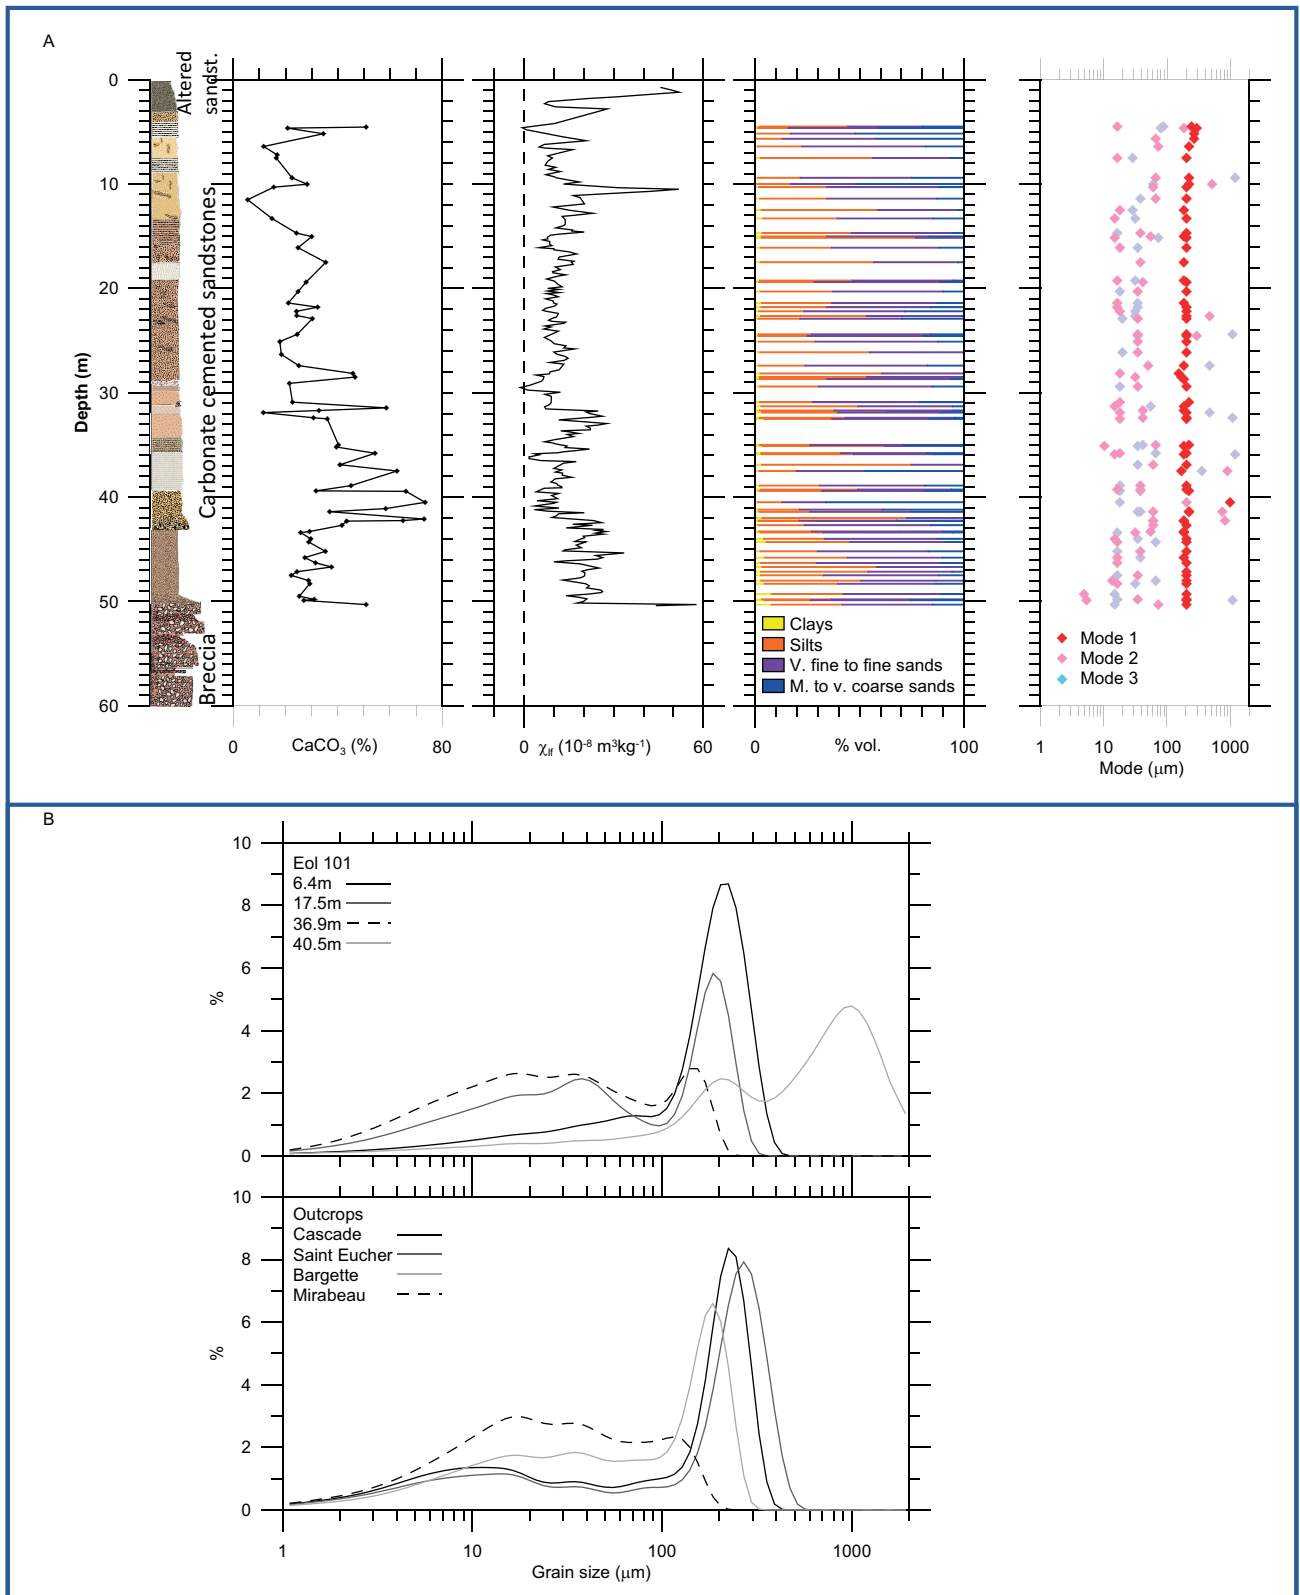 A
Altered
sandst.
Carbonate cemented sandstones
Breccia
Depth (m)
0
10
20
30
40
50
60
0
CaCO3 (%)
80
0
χlf (10-8 m3kg-1)
60
Clays
Silts
V. fine to fine sands
M. to v. coarse sands
0
% vol.
100
Mode 1
Mode 2
Mode 3
1
10
100
1000
Mode (μm)
B
10
8
6
4
2
0
%
Eol 101
6.4m
17.5m
36.9m
40.5m
10
8
6
4
2
0
%
Outcrops
Cascade
Saint Eucher
Bargette
Mirabeau
1
10
100
1000
Grain size (μm)